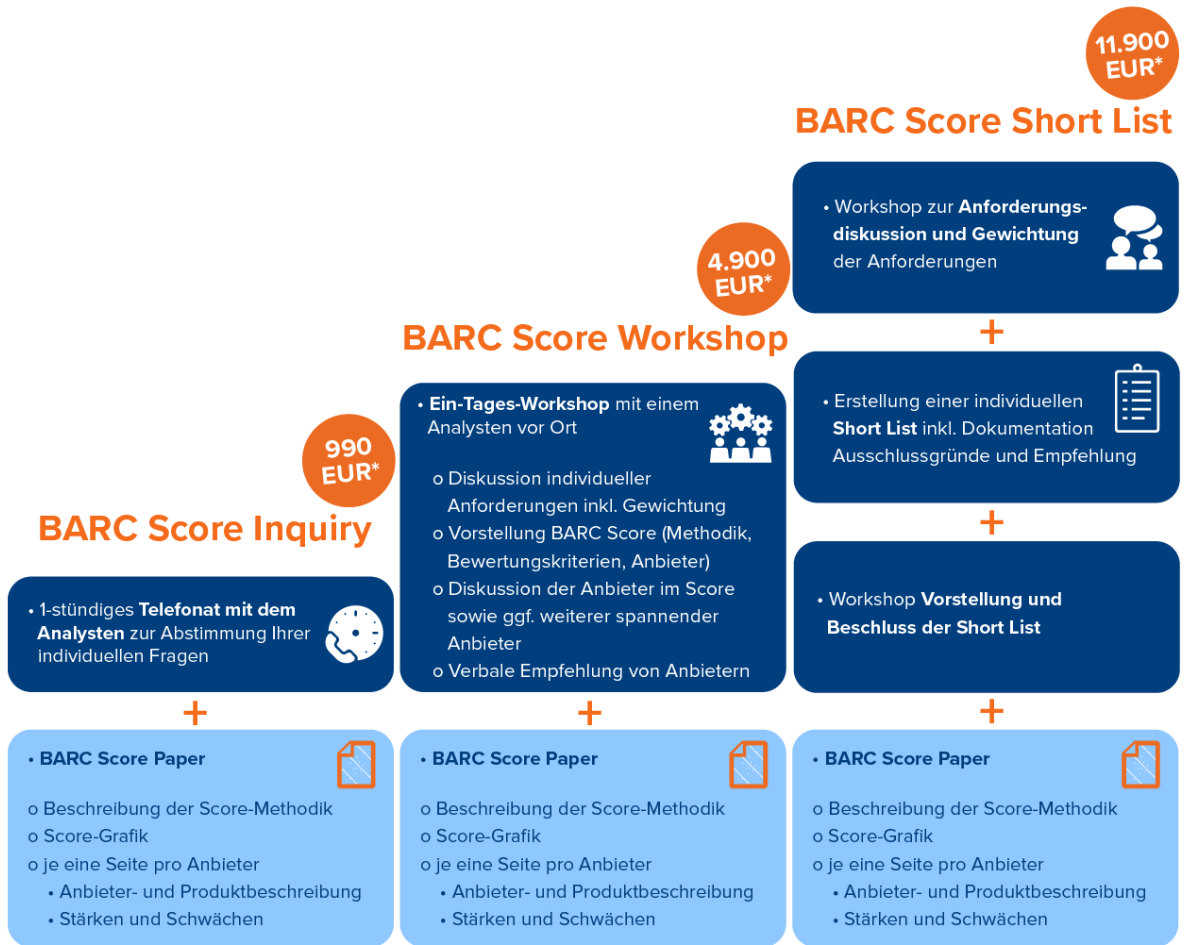 990
EUR*
BARC Score Inquiry
• 1-stündiges Telefonat mit dem
Analysten zur Abstimmung Ihrer
individuellen Fragen
+
• BARC Score Paper
o Beschreibung der Score-Methodik
o Score-Grafik
o je eine Seite pro Anbieter
• Anbieter- und Produktbeschreibung
• Stärken und Schwächen
4.900
EUR*
BARC Score Workshop
• Ein-Tages-Workshop mit einem
Analysten vor Ort
o Diskussion individueller
Anforderungen inkl. Gewichtung
o Vorstellung BARC Score (Methodik,
Bewertungskriterien, Anbieter)
o Diskussion der Anbieter im Score
sowie ggf. weiterer spannender
Anbieter
o Verbale Empfehlung von Anbietern
+
• BARC Score Paper
o Beschreibung der Score-Methodik
o Score-Grafik
o je eine Seite pro Anbieter
• Anbieter- und Produktbeschreibung
• Stärken und Schwächen
11.900
EUR*
BARC Score Short List
• Workshop zur Anforderungs-
diskussion und Gewichtung
der Anforderungen
+
• Erstellung einer individuellen
Short List inkl. Dokumentation
Ausschlussgründe und Empfehlung
+
• Workshop Vorstellung und
Beschluss der Short List
+
• BARC Score Paper
o Beschreibung der Score-Methodik
o Score-Grafik
o je eine Seite pro Anbieter
• Anbieter- und Produktbeschreibung
• Stärken und Schwächen